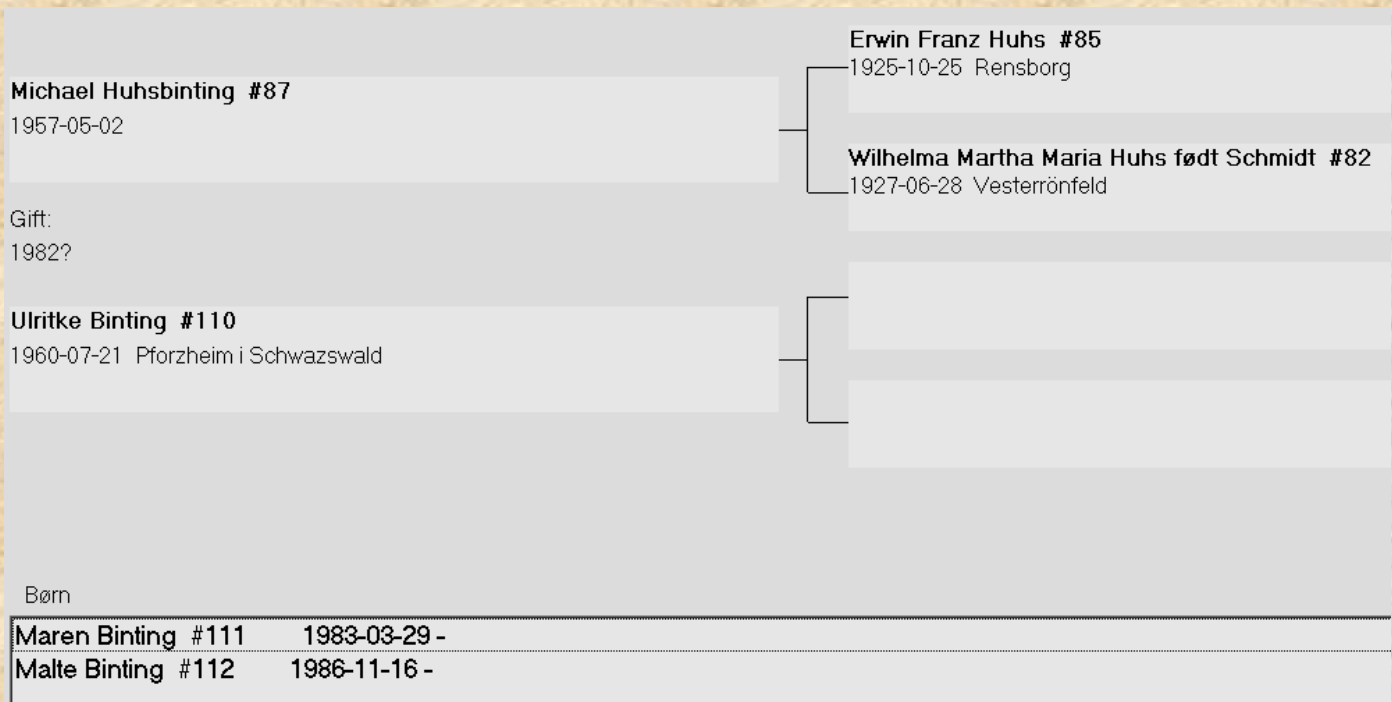 Michael Huhsbinting #87
1957-05-02
Erwin Franz Huhs #85
1925-10-25 Rensborg
Wilhelma Martha Maria Huhs født Schmidt #82
1927-06-28 Vesterrönfeld
Gift:
1982?
Ulritke Binting #110
1960-07-21 Pforzheim i Schwazswald
Børn
Maren Binting #111 1983-03-29 -
Malte Binting #112 1986-11-16 -